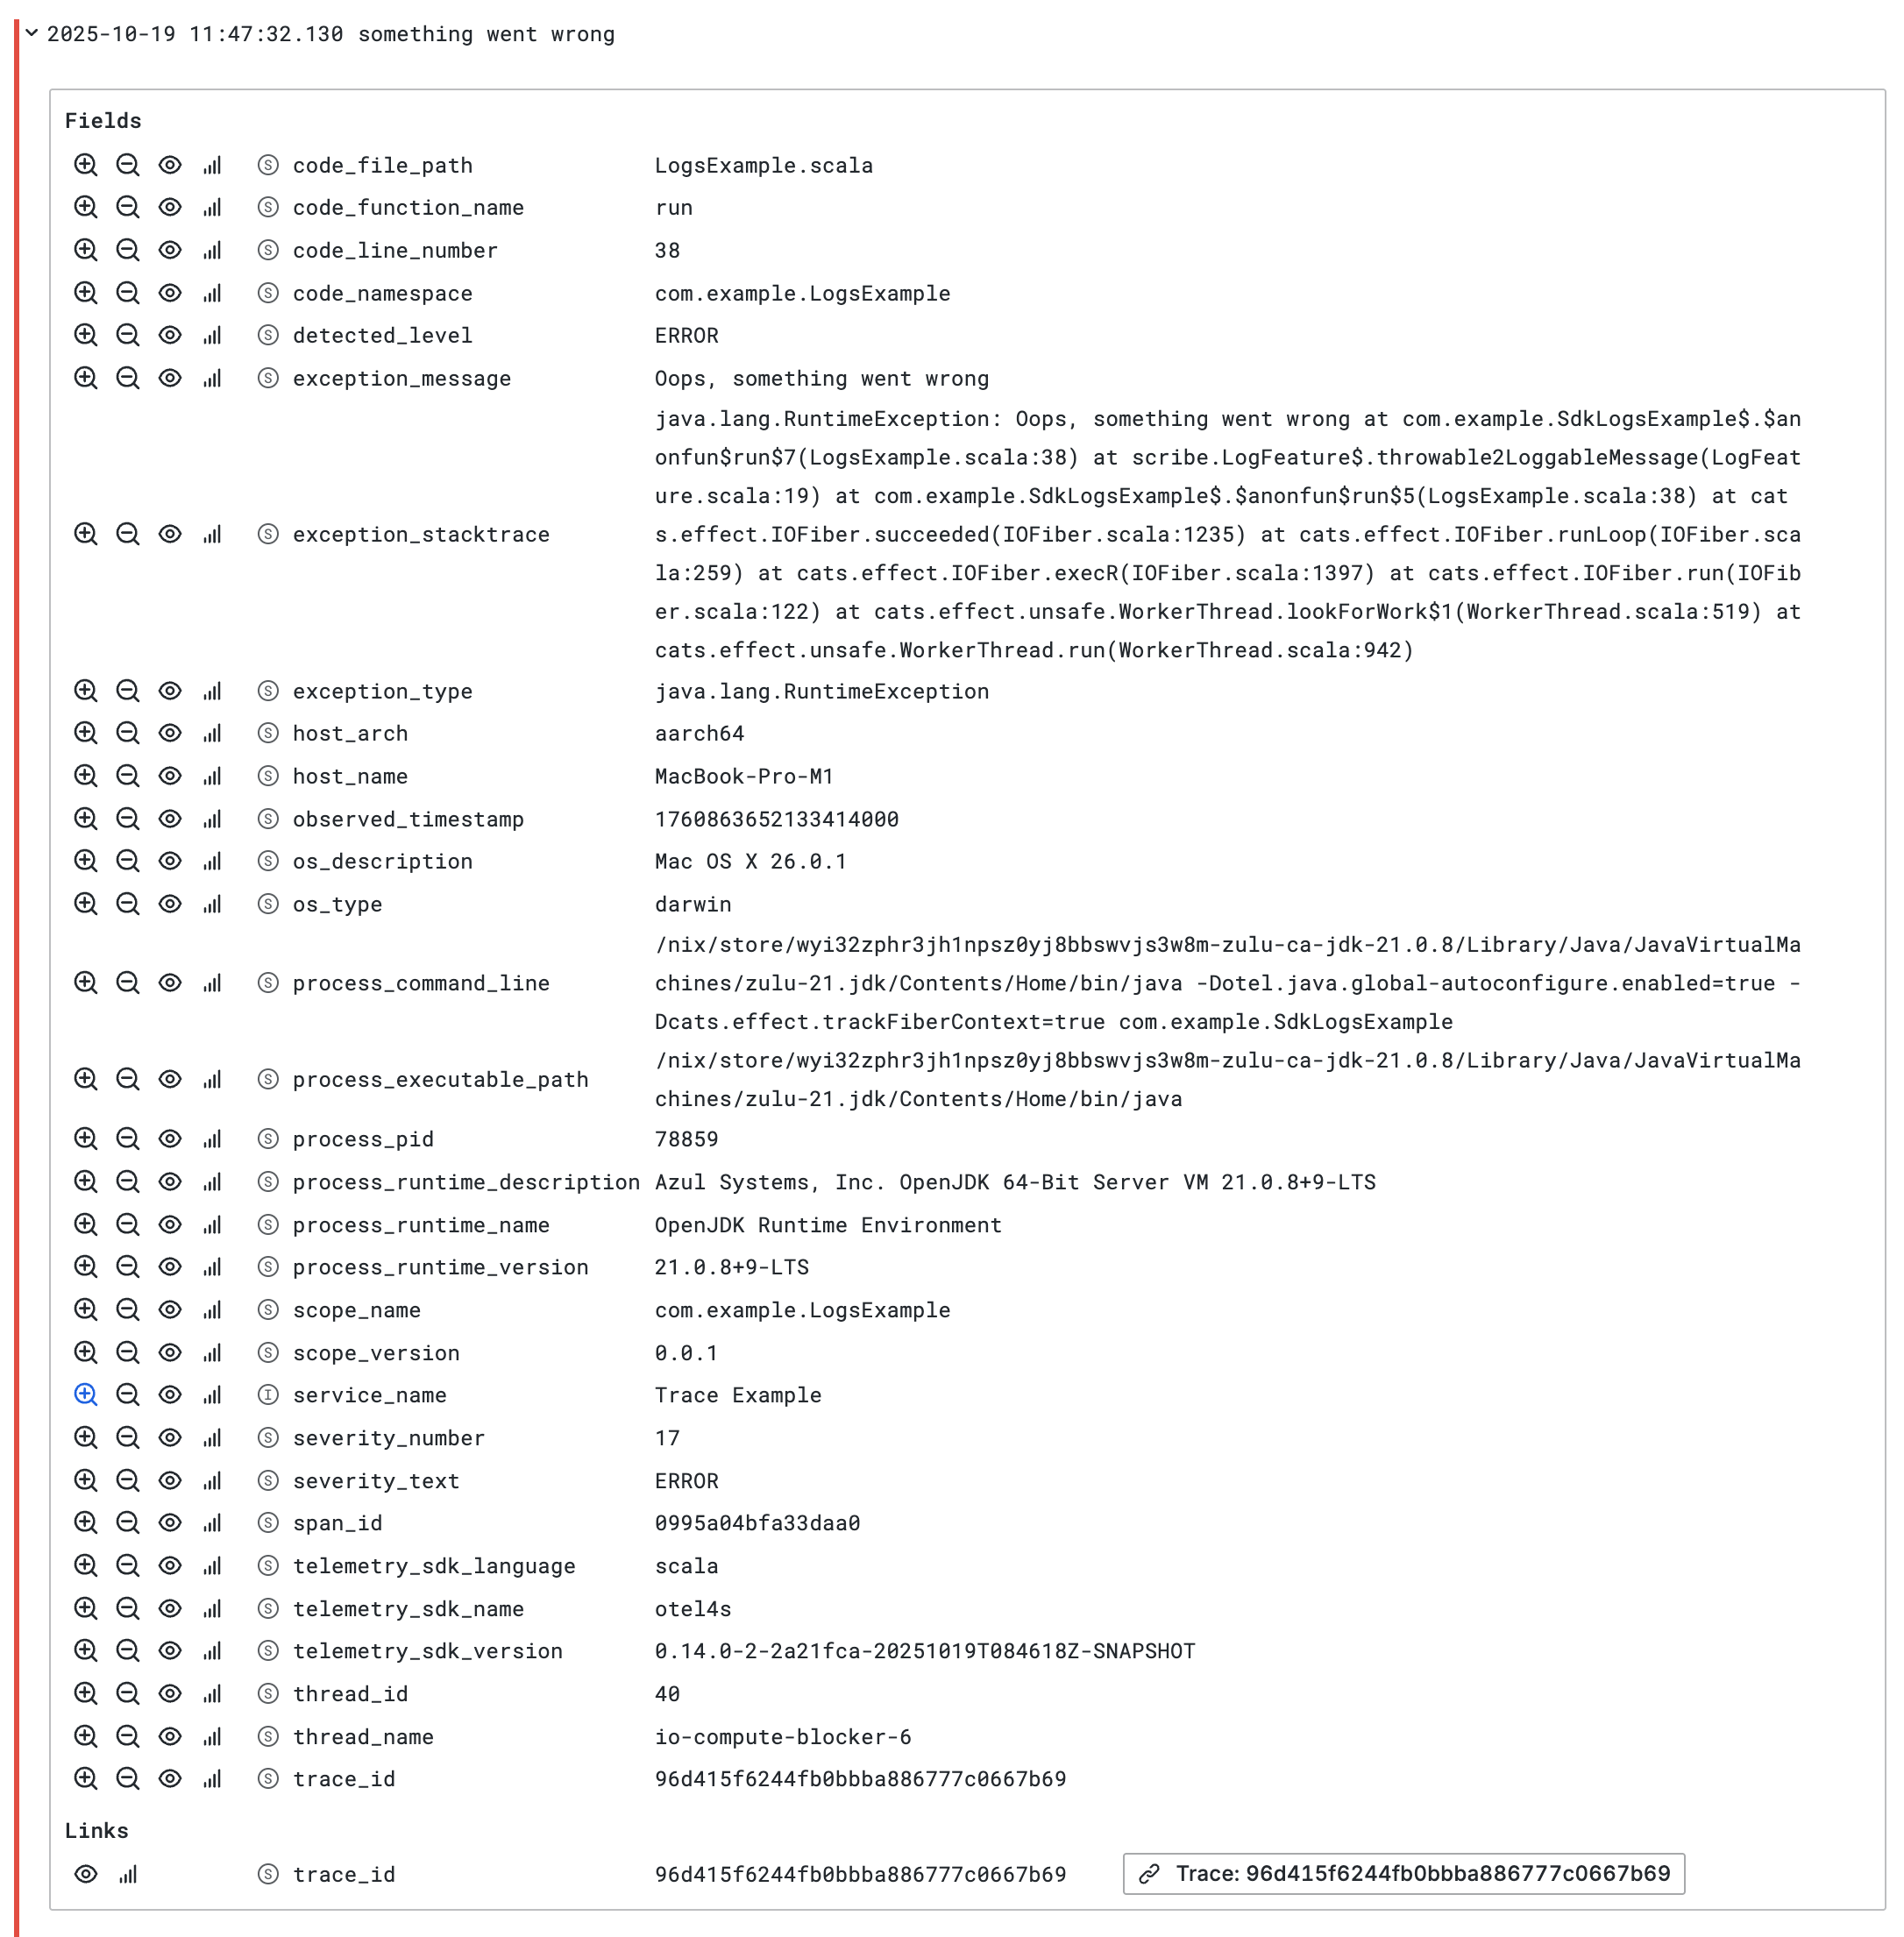 2025-10-19 11:47:32.130 something went wrong
Fields
code_file_path LogsExample.scala
code_function_name run
code_line_number 38
code_namespace com.example.LogsExample
detected_level ERROR
exception_message Oops, something went wrong
exception_stacktrace java.lang.RuntimeException: Oops, something went wrong at com.example.SdkLogsExample$.$an
onfun$run$7(LogsExample.scala:38) at scribe.LogFeature$.throwable2LoggableMessage(LogFeat
ure.scala:19) at com.example.SdkLogsExample$.$anonfun$run$5(LogsExample.scala:38) at cat
s.effect.IOFiber.succeeded(IOFiber.scala:1235) at cats.effect.IOFiber.runLoop(IOFiber.sca
la:259) at cats.effect.IOFiber.execR(IOFiber.scala:1397) at cats.effect.IOFiber.run(IOFib
er.scala:122) at cats.effect.unsafe.WorkerThread.lookForWork$1(WorkerThread.scala:519) at
cats.effect.unsafe.WorkerThread.run(WorkerThread.scala:942)
exception_type java.lang.RuntimeException
host_arch aarch64
host_name MacBook-Pro-M1
observed_timestamp 1760863652133414000
os_description Mac OS X 26.0.1
os_type darwin
process_command_line /nix/store/wyi32zphr3jh1npsz0yj8bbswvjs3w8m-zulu-ca-jdk-21.0.8/Library/Java/JavaVirtualMa
chines/zulu-21.jdk/Contents/Home/bin/java -Dotel.java.global-autoconfigure.enabled=true -
Dcats.effect.trackFiberContext=true com.example.SdkLogsExample
process_executable_path /nix/store/wyi32zphr3jh1npsz0yj8bbswvjs3w8m-zulu-ca-jdk-21.0.8/Library/Java/JavaVirtualMa
chines/zulu-21.jdk/Contents/Home/bin/java
process_pid 78859
process_runtime_description Azul Systems, Inc. OpenJDK 64-Bit Server VM 21.0.8+9-LTS
process_runtime_name OpenJDK Runtime Environment
process_runtime_version 21.0.8+9-LTS
scope_name com.example.LogsExample
scope_version 0.0.1
service_name Trace Example
severity_number 17
severity_text ERROR
span_id 0995a04bfa33daa0
telemetry_sdk_language scala
telemetry_sdk_name otel4s
telemetry_sdk_version 0.14.0-2-2a21fca-20251019T084618Z-SNAPSHOT
thread_id 40
thread_name io-compute-blocker-6
trace_id 96d415f6244fb0bbba886777c0667b69
Links
trace_id 96d415f6244fb0bbba886777c0667b69 Trace: 96d415f6244fb0bbba886777c0667b69